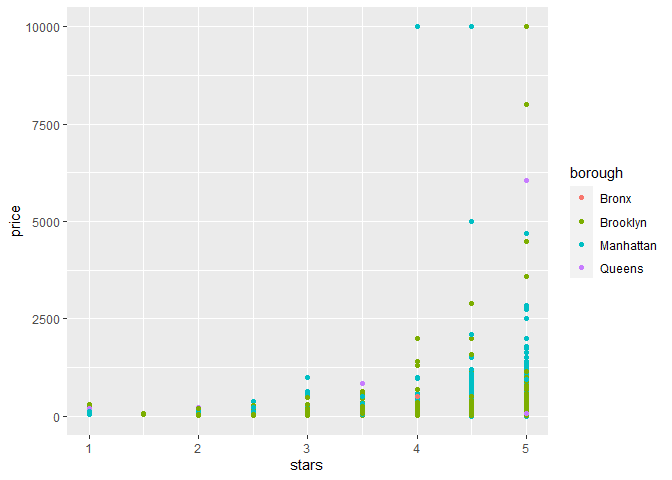 10000
7500
5000
2500
0
price
1
2
3
4
5
stars
borough
Bronx
Brooklyn
Manhattan
Queens